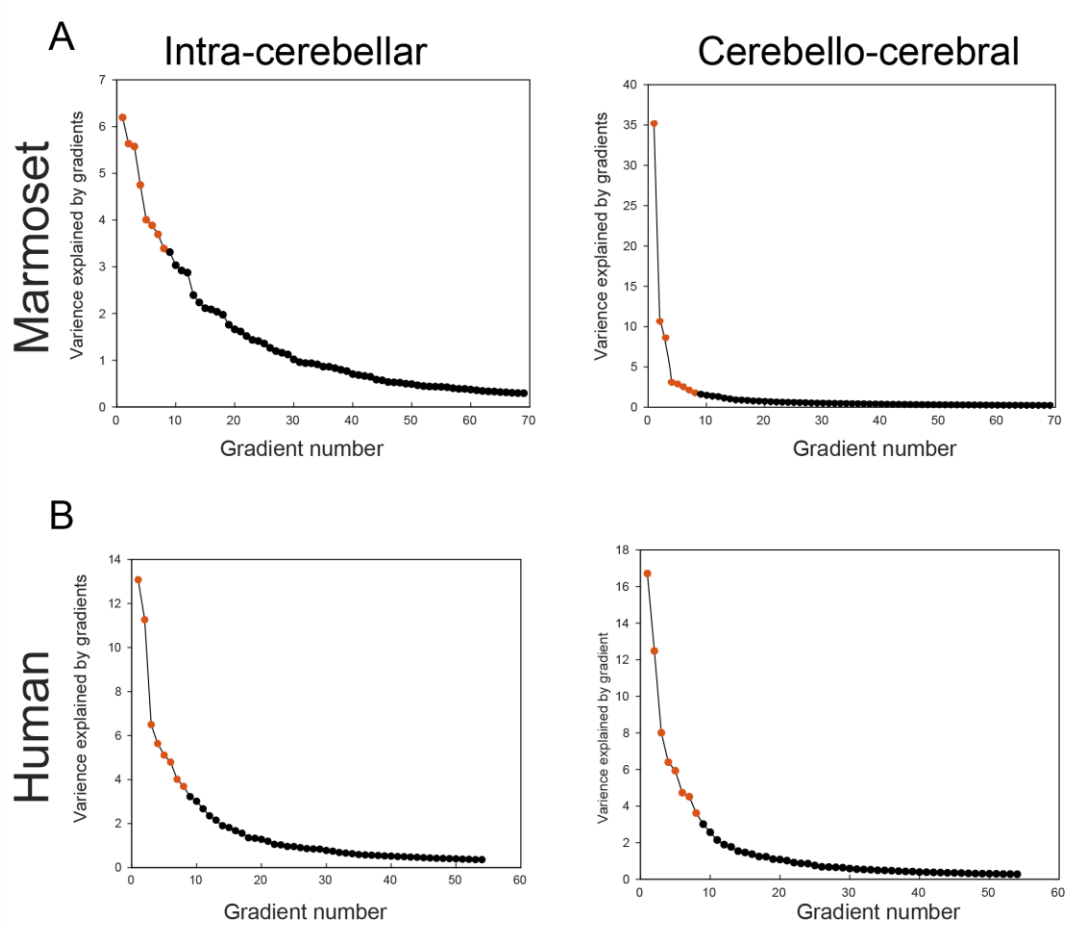 A
Intra-cerebellar
Cerebello-cerebral
Marmoset
Varience explained by gradients
7
6
5
4
3
2
1
0
0 10 20 30 40 50 60 70
Gradient number
Varience explained by gradients
40
35
30
25
20
15
10
5
0
0 10 20 30 40 50 60 70
Gradient number
B
Human
Varience explained by gradients
14
12
10
8
6
4
2
0
0 10 20 30 40 50 60
Gradient number
Varience explained by gradient
18
16
14
12
10
8
6
4
2
0
0 10 20 30 40 50 60
Gradient number